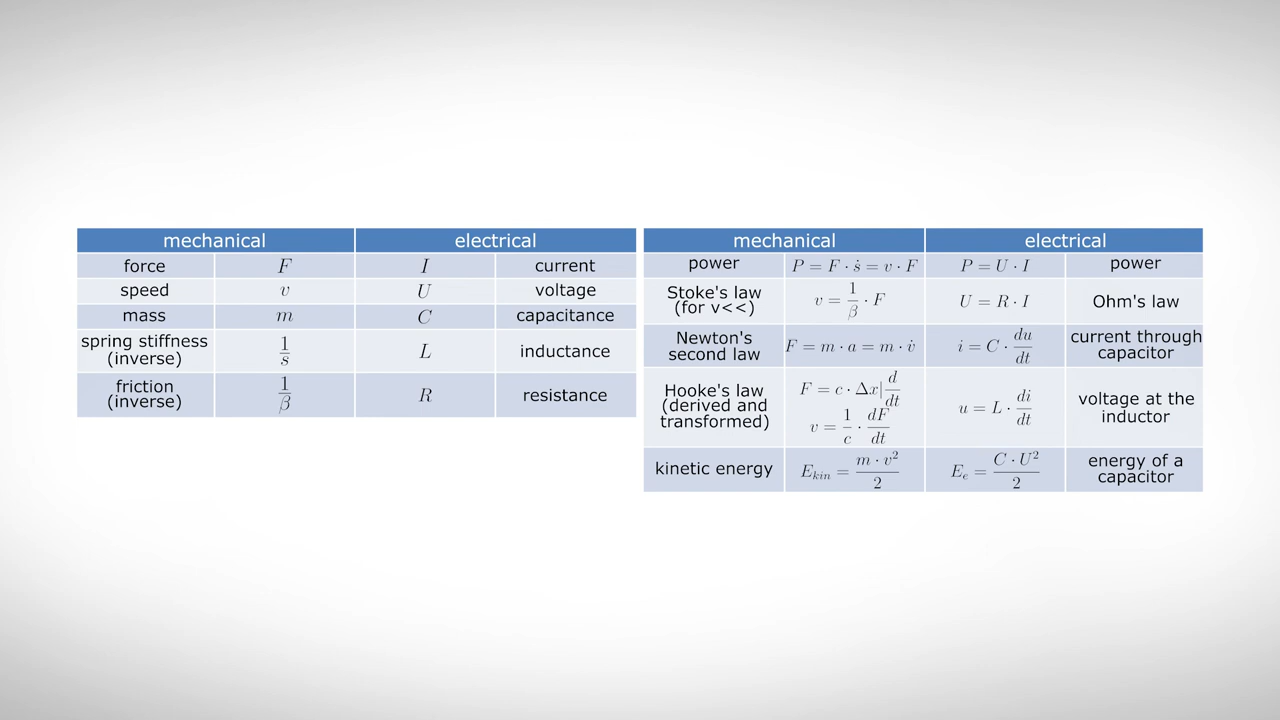 mechanical electrical
force F I current
speed v U voltage
mass m C capacitance
spring stiffness
(inverse) 1/s L inductance
friction
(inverse) 1/β R resistance
mechanical electrical
power P = F · ṡ = v · F P = U · I power
Stoke's law
(for v<<) v = 1/β · F U = R · I Ohm's law
Newton's
second law F = m · a = m · v̇ i = C · du/dt current through
capacitor
Hooke's law
(derived and
transformed) F = c · Δx| d/dt
v = 1/c · dF/dt u = L · di/dt voltage at the
inductor
kinetic energy E_kin = m · v²/2 E_e = C · U²/2 energy of a
capacitor